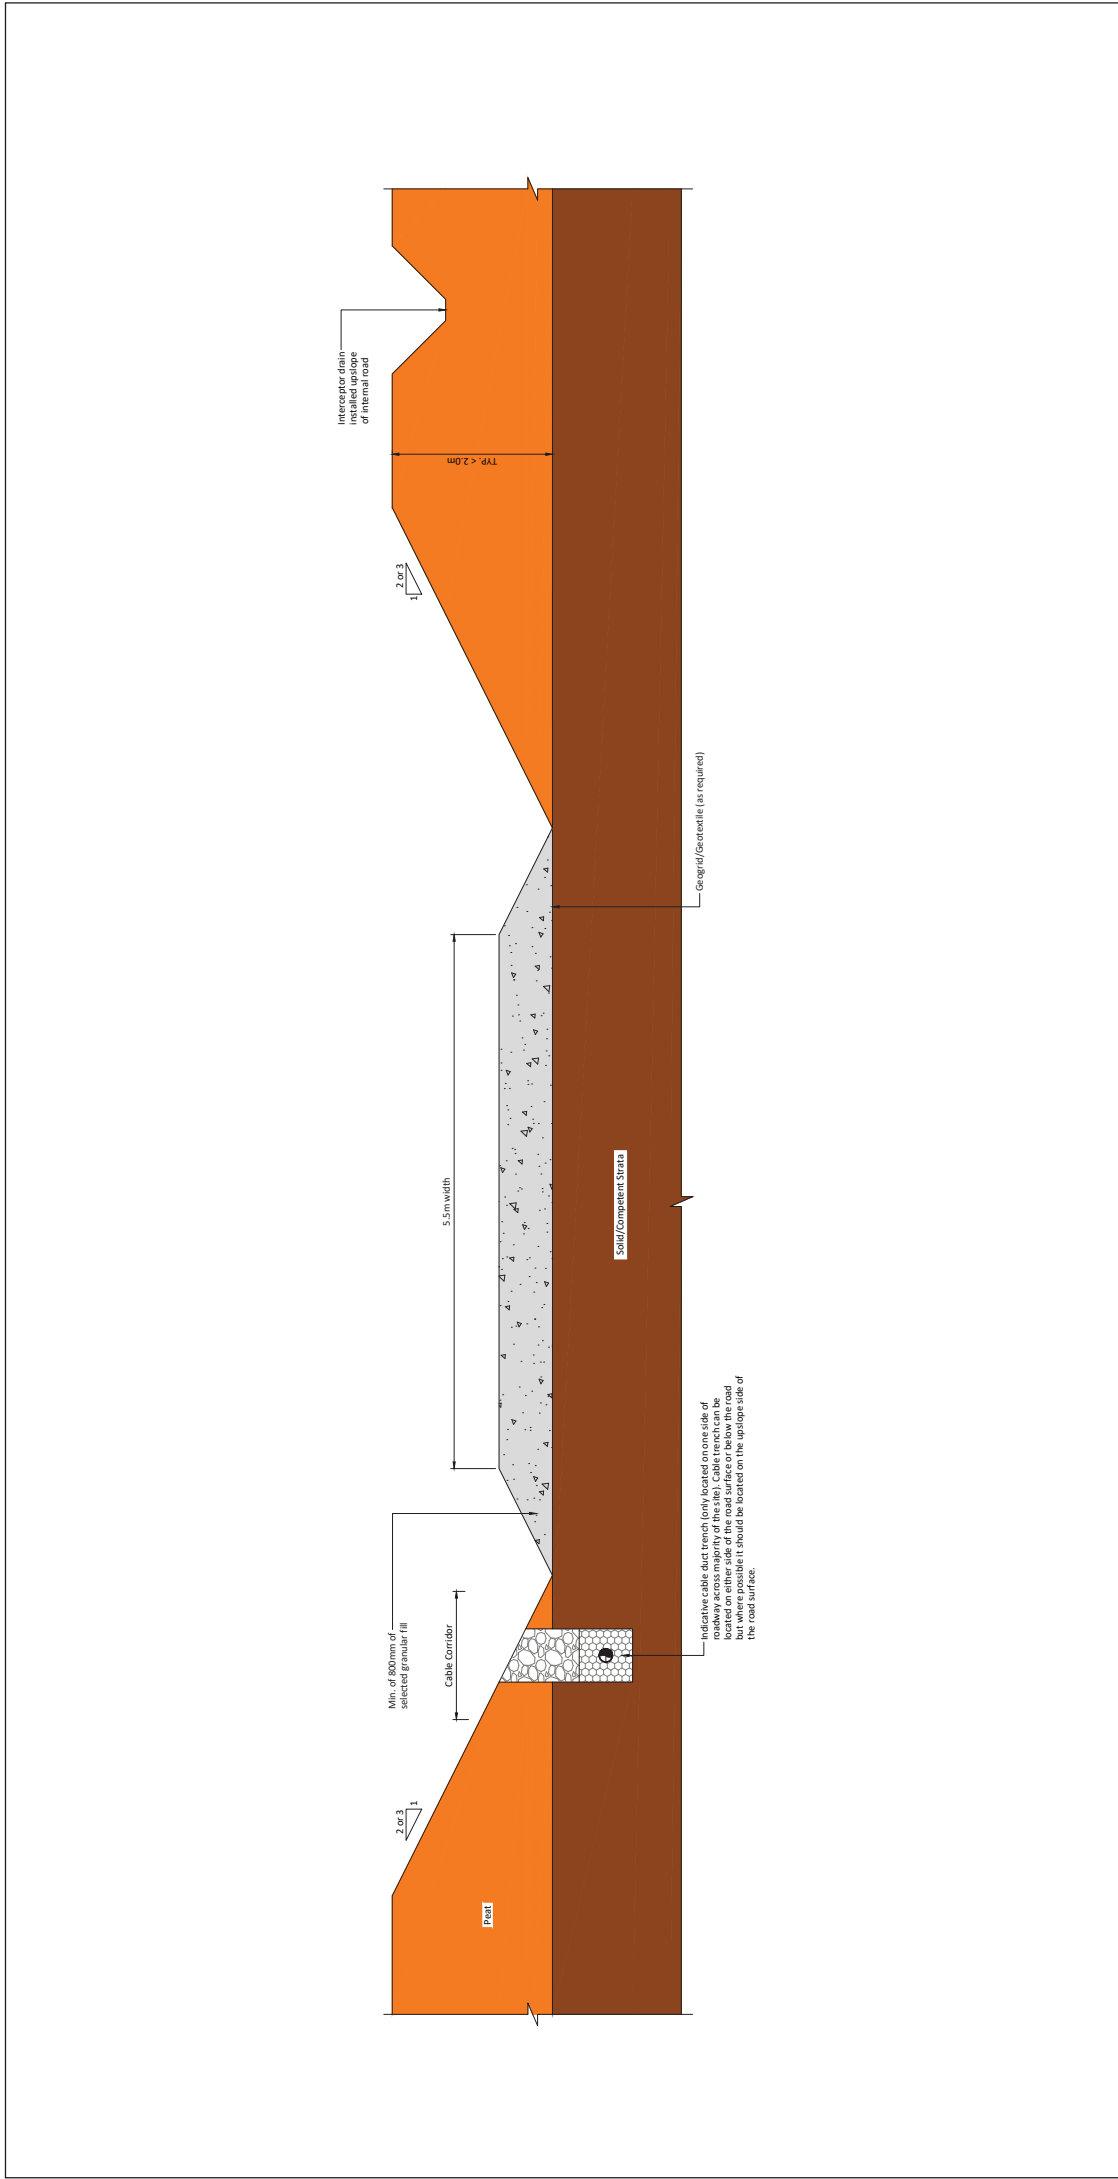 Interceptor drain
installed upslope
of internal road
TYP. < 2.0m
2 or 3
1
5.5m width
Min. of 800mm of
selected granular fill
Cable Corridor
2 or 3
1
Peat
Solid/Competent Strata
Geogrid/Geotextile (as required)
Indicative cable duct trench (only located on one side of
roadway across majority of the site). Cable trench can be
located on either side of the road surface or below the road
but where possible it should be located on the upslope side of
the road surface.